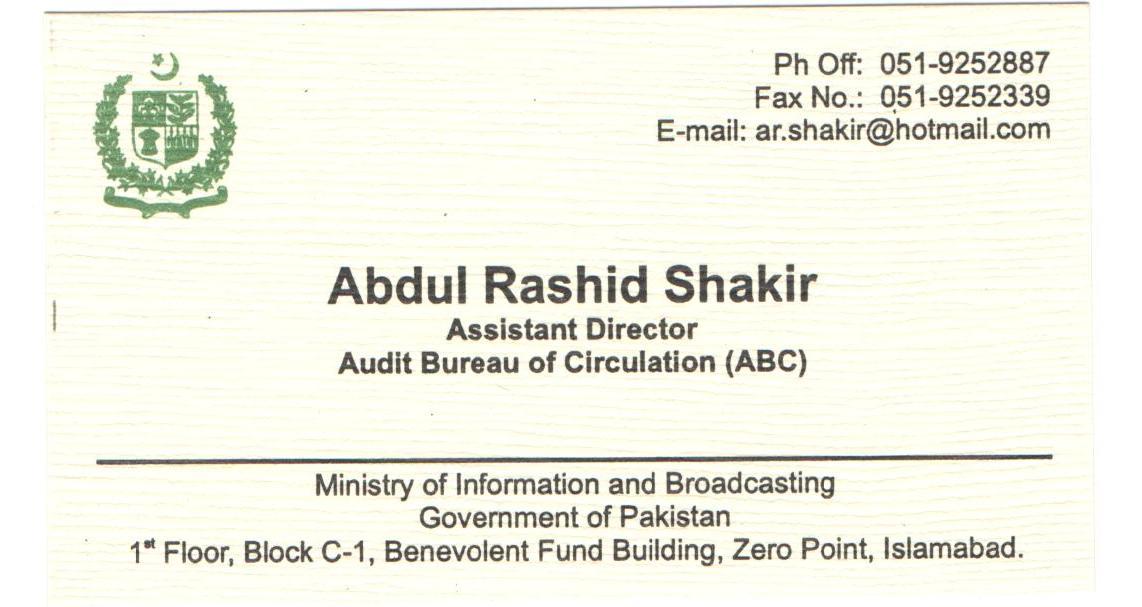 Ph Off: 051-9252887
Fax No.: 051-9252339
E-mail: ar.shakir@hotmail.com
Abdul Rashid Shakir
Assistant Director
Audit Bureau of Circulation (ABC)
Ministry of Information and Broadcasting
Government of Pakistan
1st Floor, Block C-1, Benevolent Fund Building, Zero Point, Islamabad.